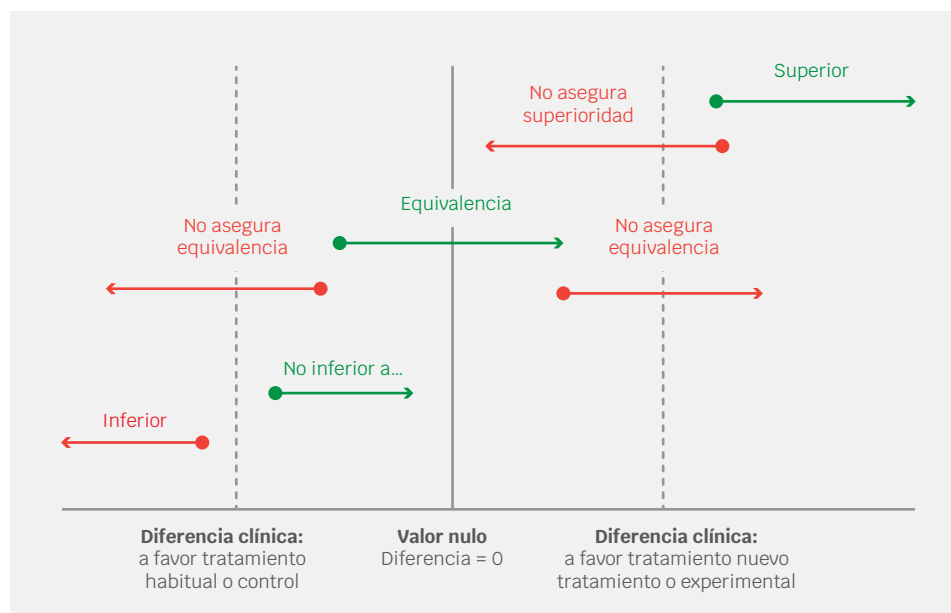 Superior
No asegura
superioridad
Equivalencia
No asegura
equivalencia
No asegura
equivalencia
No inferior a...
Inferior
Diferencia clínica:
a favor tratamiento
habitual o control
Valor nulo
Diferencia = 0
Diferencia clínica:
a favor tratamiento nuevo
tratamiento o experimental